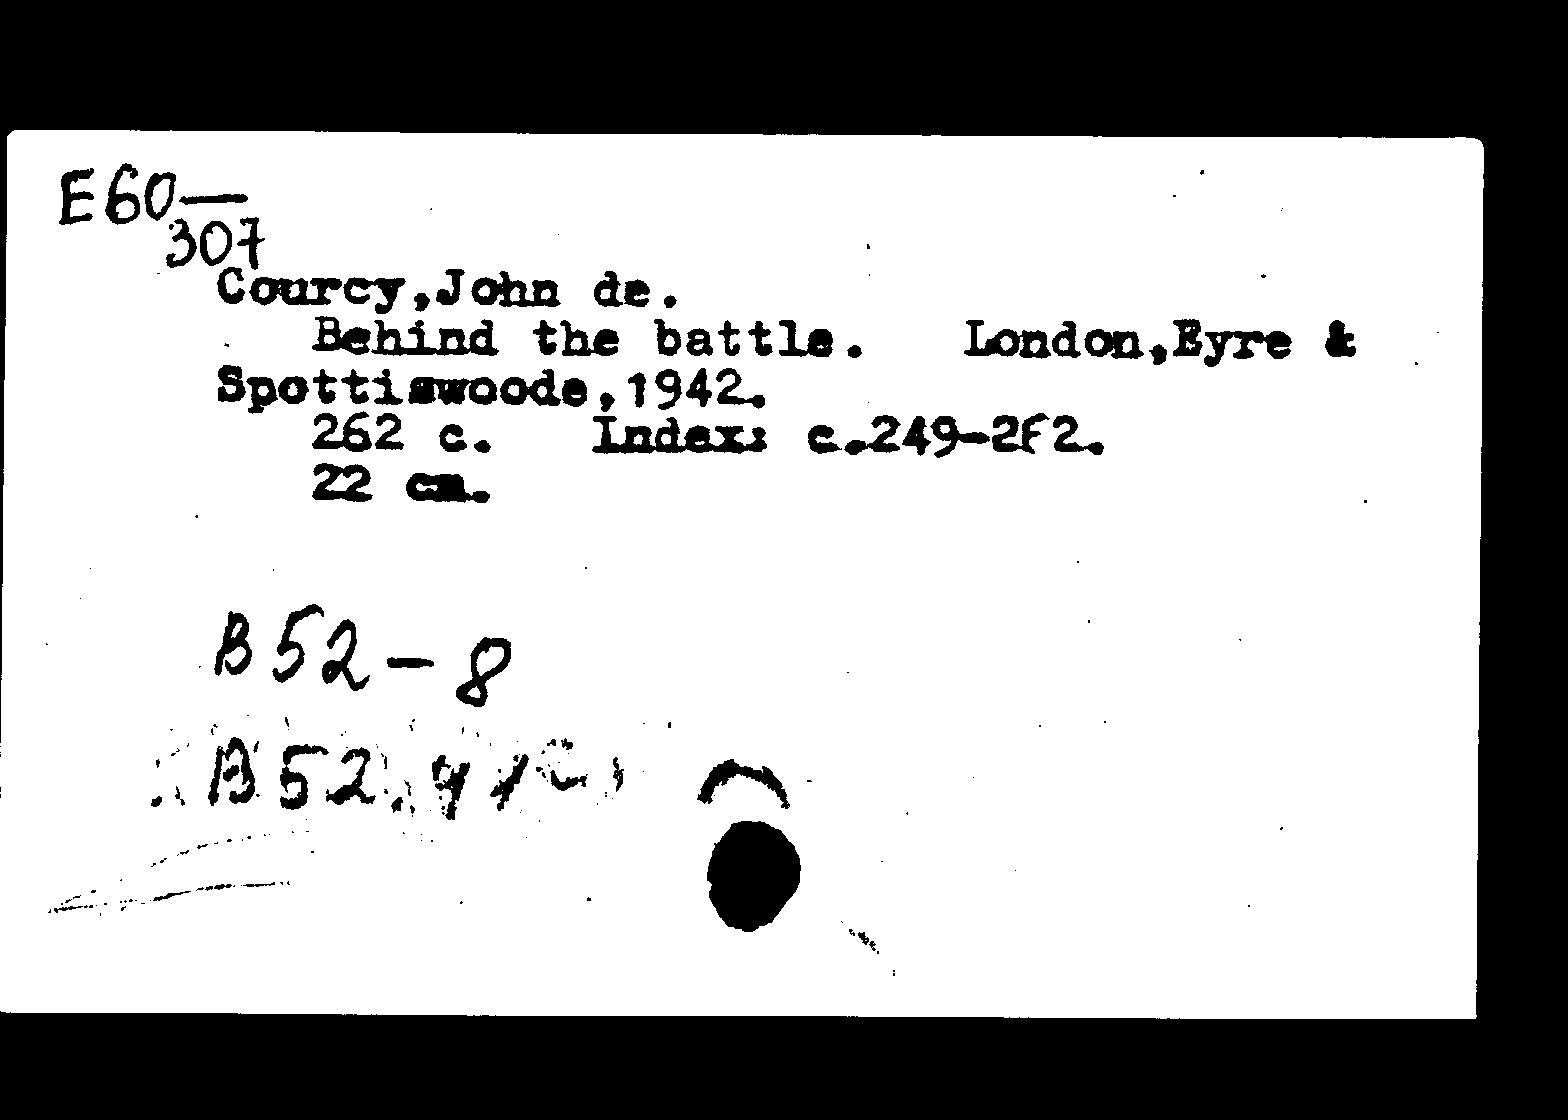 E60—
307
Courcy,John de.
Behind the battle. London,Eyre &
Spottiswoode,1942.
262 c. Index: c.249-262.
22 cm.
B52-8
B52.